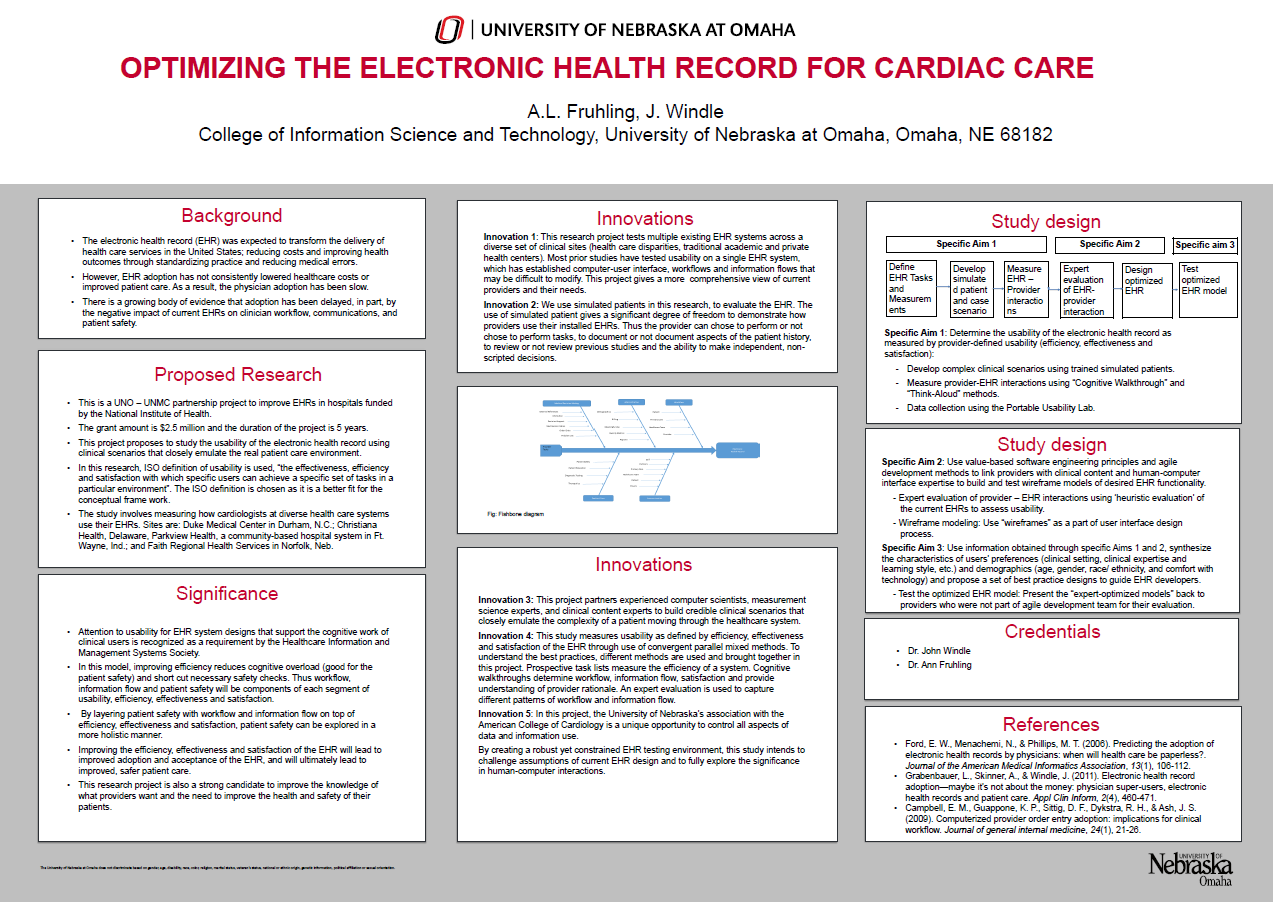 UNIVERSITY OF NEBRASKA AT OMAHA
OPTIMIZING THE ELECTRONIC HEALTH RECORD FOR CARDIAC CARE
A.L. Fruhling, J. Windle
College of Information Science and Technology, University of Nebraska at Omaha, Omaha, NE 68182
Background
• The electronic health record (EHR) was expected to transform the delivery of
health care services in the United States; reducing costs and improving health
outcomes through standardizing practice and reducing medical errors.
• However, EHR adoption has not consistently lowered healthcare costs or
improved patient care. As a result, the physician adoption has been slow.
• There is a growing body of evidence that adoption has been delayed, in part, by
the negative impact of current EHRs on clinician workflow, communications, and
patient safety.
Proposed Research
• This is a UNO – UNMC partnership project to improve EHRs in hospitals funded
by the National Institute of Health.
• The grant amount is $2.5 million and the duration of the project is 5 years.
• This project proposes to study the usability of the electronic health record using
clinical scenarios that closely emulate the real patient care environment.
• In this research, ISO definition of usability is used, “the effectiveness, efficiency
and satisfaction with which specific users can achieve a specific set of tasks in a
particular environment”. The ISO definition is chosen as it is a better fit for the
conceptual frame work.
• The study involves measuring how cardiologists at diverse health care systems
use their EHRs. Sites are: Duke Medical Center in Durham, N.C.; Christiana
Health, Delaware, Parkview Health, a community-based hospital system in Ft.
Wayne, Ind.; and Faith Regional Health Services in Norfolk, Neb.
Significance
• Attention to usability for EHR system designs that support the cognitive work of
clinical users is recognized as a requirement by the Healthcare Information and
Management Systems Society.
• In this model, improving efficiency reduces cognitive overload (good for the
patient safety) and short cut necessary safety checks. Thus workflow,
information flow and patient safety will be components of each segment of
usability, efficiency, effectiveness and satisfaction.
• By layering patient safety with workflow and information flow on top of
efficiency, effectiveness and satisfaction, patient safety can be explored in a
more holistic manner.
• Improving the efficiency, effectiveness and satisfaction of the EHR will lead to
improved adoption and acceptance of the EHR, and will ultimately lead to
improved, safer patient care.
• This research project is also a strong candidate to improve the knowledge of
what providers want and the need to improve the health and safety of their
patients.
Innovations
Innovation 1: This research project tests multiple existing EHR systems across a
diverse set of clinical sites (health care disparities, traditional academic and private
health centers). Most prior studies have tested usability on a single EHR system,
which has established computer-user interface, workflows and information flows that
may be difficult to modify. This project gives a more comprehensive view of current
providers and their needs.
Innovation 2: We use simulated patients in this research, to evaluate the EHR. The
use of simulated patient gives a significant degree of freedom to demonstrate how
providers use their installed EHRs. Thus the provider can chose to perform or not
chose to perform tasks, to document or not document aspects of the patient history,
to review or not review previous studies and the ability to make independent, non-
scripted decisions.
Fig: Fishbone diagram
Innovations
Innovation 3: This project partners experienced computer scientists, measurement
science experts, and clinical content experts to build credible clinical scenarios that
closely emulate the complexity of a patient moving through the healthcare system.
Innovation 4: This study measures usability as defined by efficiency, effectiveness
and satisfaction of the EHR through use of convergent parallel mixed methods. To
understand the best practices, different methods are used and brought together in
this project. Prospective task lists measure the efficiency of a system. Cognitive
walkthroughs determine workflow, information flow, satisfaction and provide
understanding of provider rationale. An expert evaluation is used to capture
different patterns of workflow and information flow.
Innovation 5: In this project, the University of Nebraska's association with the
American College of Cardiology is a unique opportunity to control all aspects of
data and information use.
By creating a robust yet constrained EHR testing environment, this study intends to
challenge assumptions of current EHR design and to fully explore the significance
in human-computer interactions.
Study design
Specific Aim 1
Specific Aim 2
Specific aim 3
Define
EHR Tasks
and
Measurem
ents
Develop
simulate
d patient
and case
scenario
Measure
EHR –
Provider
interactio
ns
Expert
evaluation
of EHR-
provider
interaction
Design
optimized
EHR
Test
optimized
EHR model
Specific Aim 1: Determine the usability of the electronic health record as
measured by provider-defined usability (efficiency, effectiveness and
satisfaction):
- Develop complex clinical scenarios using trained simulated patients.
- Measure provider-EHR interactions using “Cognitive Walkthrough” and
“Think-Aloud” methods.
- Data collection using the Portable Usability Lab.
Study design
Specific Aim 2: Use value-based software engineering principles and agile
development methods to link providers with clinical content and human-computer
interface expertise to build and test wireframe models of desired EHR functionality.
- Expert evaluation of provider – EHR interactions using 'heuristic evaluation' of
the current EHRs to assess usability.
- Wireframe modeling: Use “wireframes” as a part of user interface design
process.
Specific Aim 3: Use information obtained through specific Aims 1 and 2, synthesize
the characteristics of users' preferences (clinical setting, clinical expertise and
learning style, etc.) and demographics (age, gender, race/ ethnicity, and comfort with
technology) and propose a set of best practice designs to guide EHR developers.
- Test the optimized EHR model: Present the “expert-optimized models” back to
providers who were not part of agile development team for their evaluation.
Credentials
• Dr. John Windle
• Dr. Ann Fruhling
References
• Ford, E. W., Menachemi, N., & Phillips, M. T. (2006). Predicting the adoption of
electronic health records by physicians: when will health care be paperless?.
Journal of the American Medical Informatics Association, 13(1), 106-112.
• Grabenbauer, L., Skinner, A., & Windle, J. (2011). Electronic health record
adoption—maybe it's not about the money: physician super-users, electronic
health records and patient care. Appl Clin Inform, 2(4), 460-471.
• Campbell, E. M., Guappone, K. P., Sittig, D. F., Dykstra, R. H., & Ash, J. S.
(2009). Computerized provider order entry adoption: implications for clinical
workflow. Journal of general internal medicine, 24(1), 21-26.
UNIVERSITY OF
Nebraska
Omaha